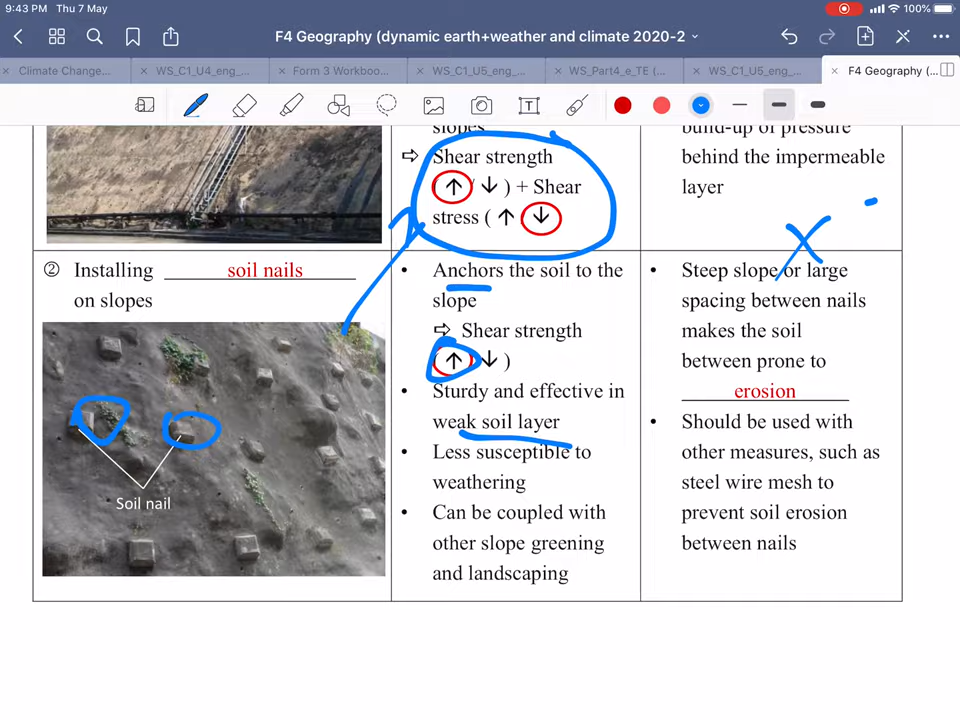 9:43 PM Thu 7 May
100%
F4 Geography (dynamic earth+weather and climate 2020-2
Climate Change...
WS_C1_U4_eng_...
Form 3 Workboo...
WS_C1_U5_eng_...
WS_Part4_e_TE (...
WS_C1_U5_eng_...
F4 Geography (...
T
slopes
⇨ Shear strength
( ↑ / ↓ ) + Shear
stress ( ↑ ↓
build-up of pressure
behind the impermeable
layer
② Installing soil nails
on slopes
Soil nail
• Anchors the soil to the
slope
⇨ Shear strength
( ↑ ↓ )
• Sturdy and effective in
weak soil layer
• Less susceptible to
weathering
• Can be coupled with
other slope greening
and landscaping
• Steep slope or large
spacing between nails
makes the soil
between prone to
erosion
• Should be used with
other measures, such as
steel wire mesh to
prevent soil erosion
between nails